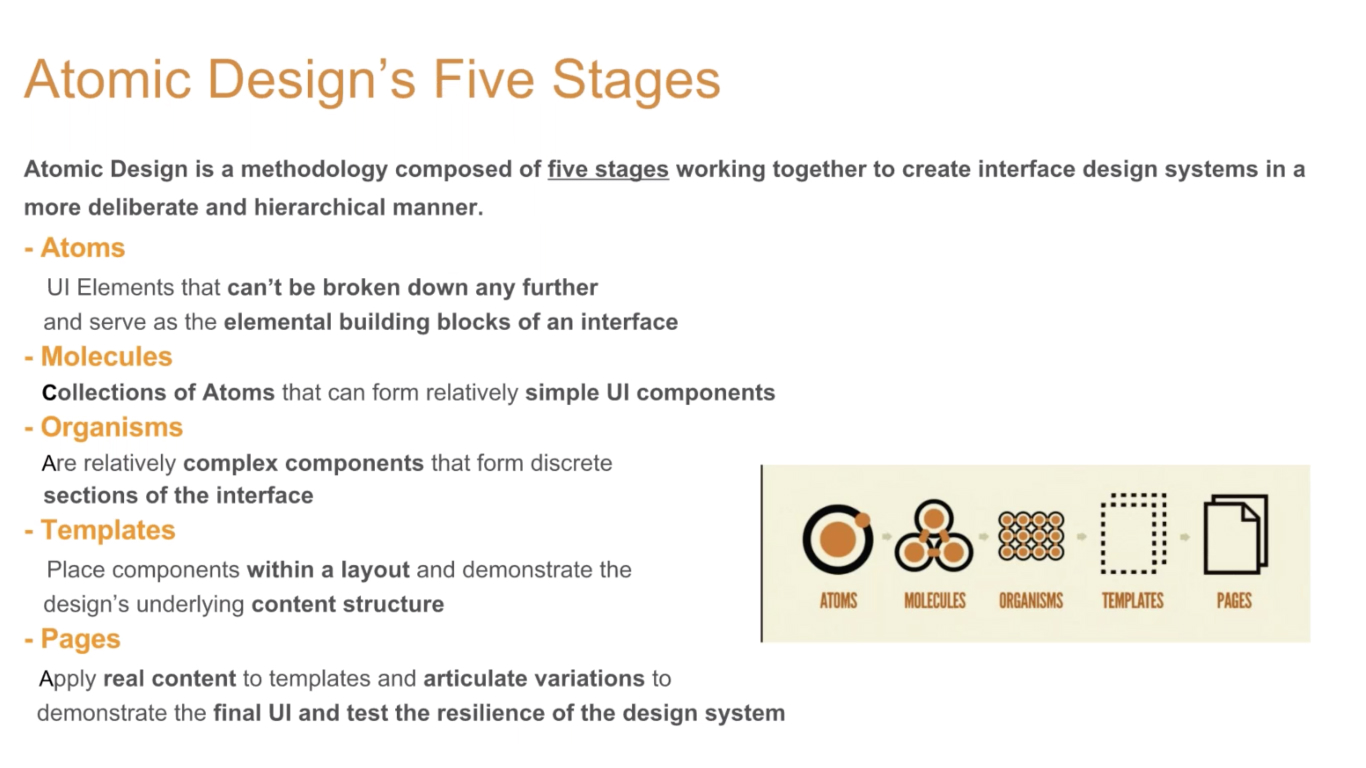 Atomic Design’s Five Stages
Atomic Design is a methodology composed of five stages working together to create interface design systems in a
more deliberate and hierarchical manner.
- Atoms
UI Elements that can’t be broken down any further
and serve as the elemental building blocks of an interface
- Molecules
Collections of Atoms that can form relatively simple UI components
- Organisms
Are relatively complex components that form discrete
sections of the interface
- Templates
Place components within a layout and demonstrate the
design’s underlying content structure
- Pages
Apply real content to templates and articulate variations to
demonstrate the final UI and test the resilience of the design system
ATOMS MOLECULES ORGANISMS TEMPLATES PAGES